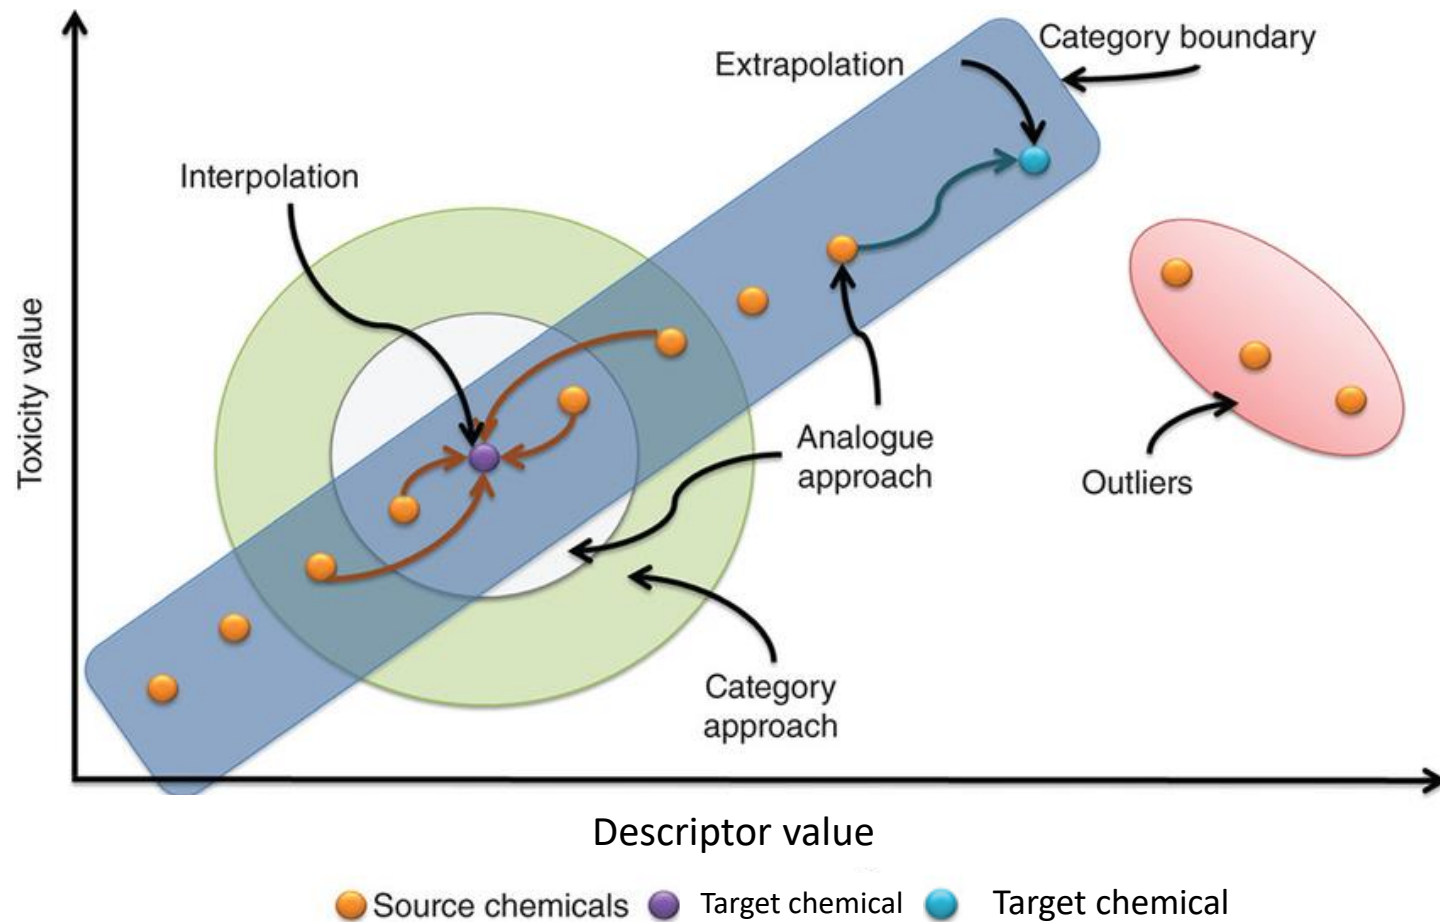 Category boundary
Extrapolation
Interpolation
Toxicity value
Analogue
approach
Outliers
Category
approach
Descriptor value
Source chemicals
Target chemical
Target chemical